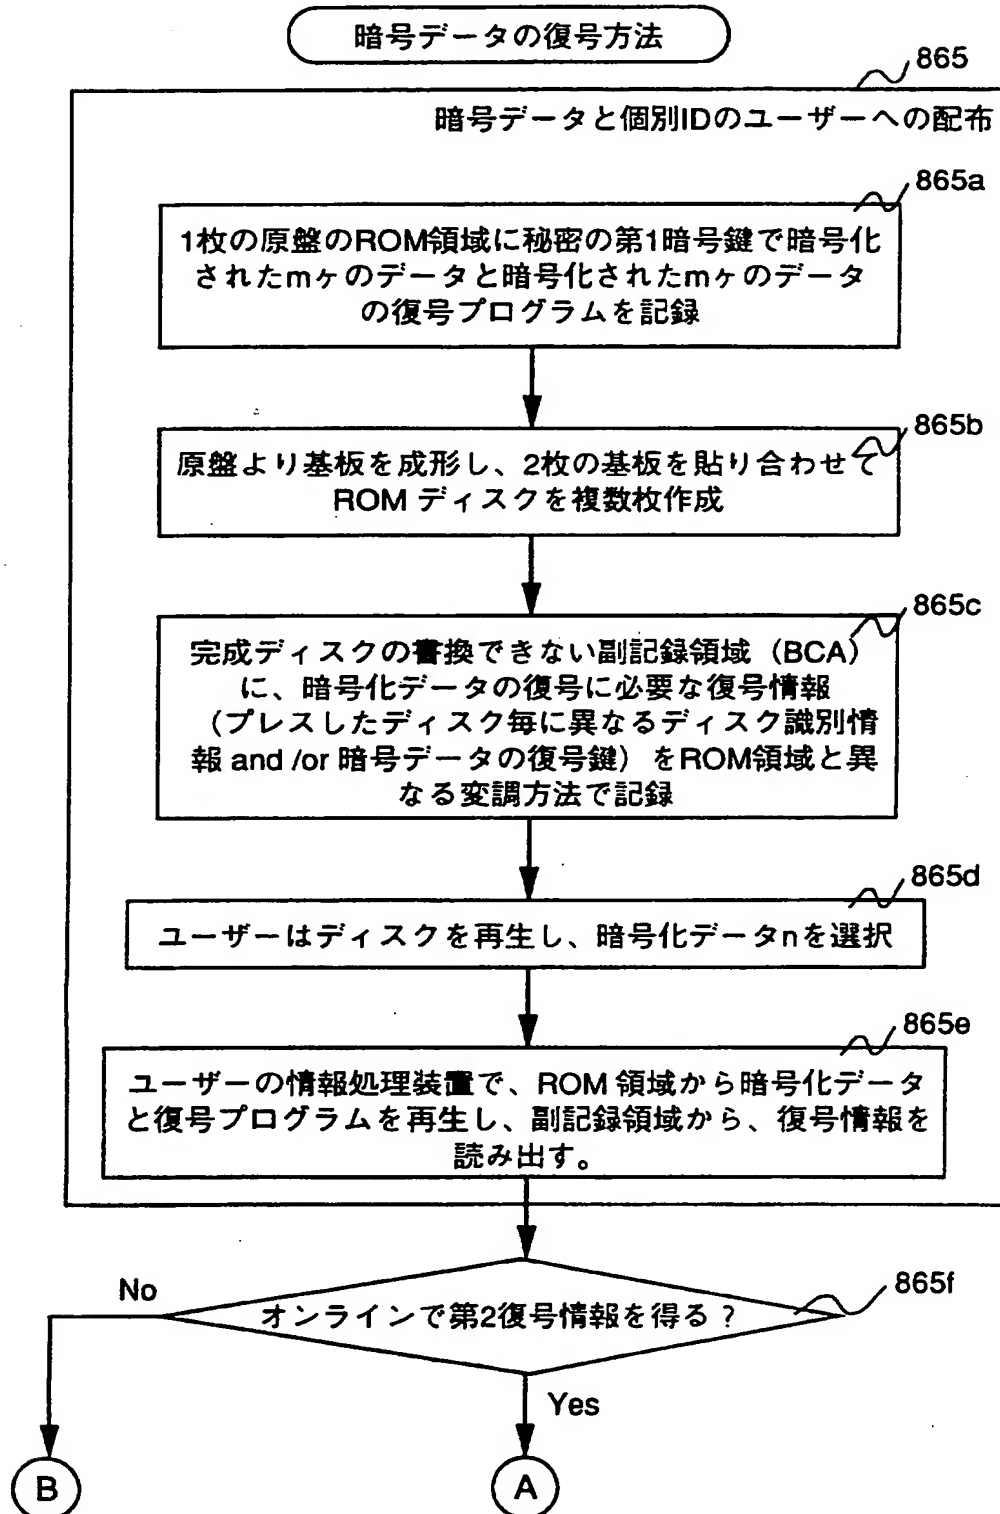 暗号データの復号方法
865
暗号データと個別IDのユーザーへの配布
865a
1枚の原盤のROM領域に秘密の第1暗号鍵で暗号化
されたmヶのデータと暗号化されたmヶのデータ
の復号プログラムを記録
865b
原盤より基板を成形し、2枚の基板を貼り合わせて
ROM ディスクを複数枚作成
865c
完成ディスクの書換できない副記録領域（BCA）
に、暗号化データの復号に必要な復号情報
（プレスしたディスク毎に異なるディスク識別情
報 and /or 暗号データの復号鍵）をROM領域と異
なる変調方法で記録
865d
ユーザーはディスクを再生し、暗号化データnを選択
865e
ユーザーの情報処理装置で、ROM 領域から暗号化データ
と復号プログラムを再生し、副記録領域から、復号情報を
読み出す。
865f
オンラインで第2復号情報を得る？
No
Yes
B
A